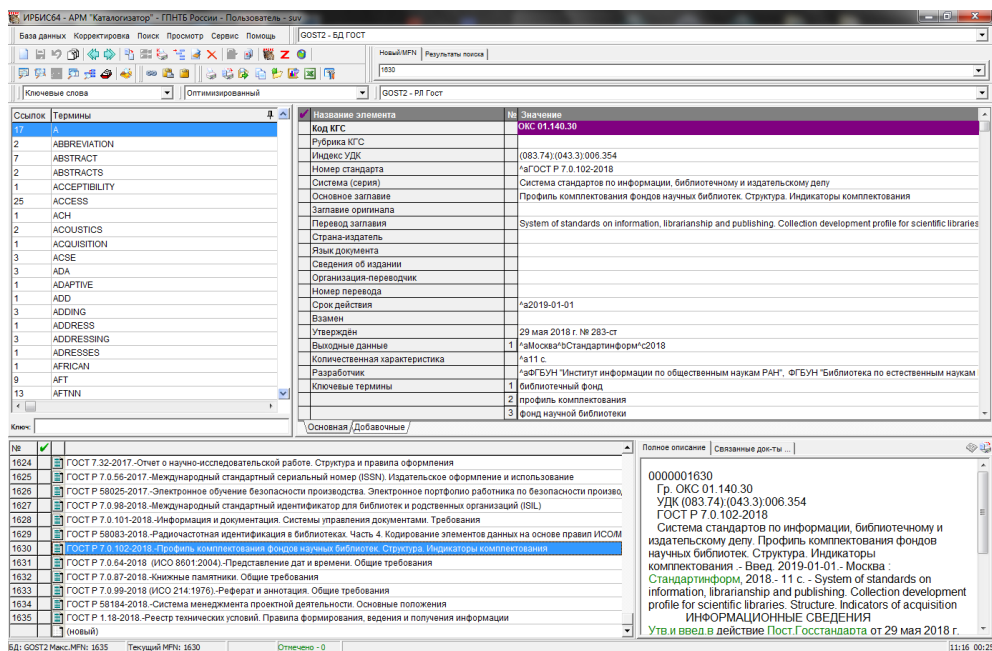 ИРБИС64 - АРМ "Каталогизатор" - ГПНТБ России - Пользователь - suv
База данных Корректировка Поиск Просмотр Сервис Помощь
GOST2 - БД ГОСТ
Новый/MFN Результаты поиска
1630
Ключевые слова Оптимизированный GOST2 - РЛ Гост
Ссылок Термины
17 A
2 ABBREVIATION
7 ABSTRACT
2 ABSTRACTS
1 ACCEPTIBILITY
25 ACCESS
1 ACH
2 ACOUSTICS
1 ACQUISITION
3 ACSE
3 ADA
1 ADAPTIVE
1 ADD
3 ADDING
1 ADDRESS
3 ADDRESSING
1 ADRESSES
1 AFRICAN
9 AFT
13 AFTNN
Ключ:
Название элемента № Значение
Код КГС ОКС 01.140.30
Рубрика КГС
Индекс УДК (083.74):(043.3):006.354
Номер стандарта ^aГОСТ Р 7.0.102-2018
Система (серия) Система стандартов по информации, библиотечному и издательскому делу
Основное заглавие Профиль комплектования фондов научных библиотек. Структура. Индикаторы комплектования
Заглавие оригинала
Перевод заглавия System of standards on information, librarianship and publishing. Collection development profile for scientific libraries
Страна-издатель
Язык документа
Сведения об издании
Организация-переводчик
Номер перевода
Срок действия ^a2019-01-01
Взамен
Утверждён 29 мая 2018 г. № 283-ст
Выходные данные 1 ^aМосква^bСтандартинформ^c2018
Количественная характеристика ^a11 с.
Разработчик ^aФГБУН "Институт информации по общественным наукам РАН", ФГБУН "Библиотека по естественным наукам
Ключевые термины 1 библиотечный фонд
2 профиль комплектования
3 фонд научной библиотеки
Основная Добавочные
№
1624 ГОСТ 7.32-2017.-Отчет о научно-исследовательской работе. Структура и правила оформления
1625 ГОСТ Р 7.0.56-2017.-Международный стандартный сериальный номер (ISSN). Издательское оформление и использование
1626 ГОСТ Р 58025-2017.-Электронное обучение безопасности производства. Электронное портфолио работника по безопасности произво,
1627 ГОСТ Р 7.0.98-2018.-Международный стандартный идентификатор для библиотек и родственных организаций (ISIL)
1628 ГОСТ Р 7.0.101-2018.-Информация и документация. Системы управления документами. Требования
1629 ГОСТ Р 58083-2018.-Радиочастотная идентификация в библиотеках. Часть 4. Кодирование элементов данных на основе правил ИСО/М
1630 ГОСТ Р 7.0.102-2018.-Профиль комплектования фондов научных библиотек. Структура. Индикаторы комплектования
1631 ГОСТ Р 7.0.64-2018 (ИСО 8601:2004).-Представление дат и времени. Общие требования
1632 ГОСТ Р 7.0.87-2018.-Книжные памятники. Общие требования
1633 ГОСТ Р 7.0.99-2018 (ИСО 214:1976).-Реферат и аннотация. Общие требования
1634 ГОСТ Р 58184-2018.-Система менеджмента проектной деятельности. Основные положения
1635 ГОСТ Р 1.18-2018.-Реестр технических условий. Правила формирования, ведения и получения информации
(новый)
Полное описание Связанные док-ты ...
0000001630
Гр. ОКС 01.140.30
УДК (083.74):(043.3):006.354
ГОСТ Р 7.0.102-2018
Система стандартов по информации, библиотечному и
издательскому делу. Профиль комплектования фондов
научных библиотек. Структура. Индикаторы
комплектования .- Введ. 2019-01-01.- Москва :
Стандартинформ, 2018.- 11 с. - System of standards on
information, librarianship and publishing. Collection development
profile for scientific libraries. Structure. Indicators of acquisition
ИНФОРМАЦИОННЫЕ СВЕДЕНИЯ
Утв.и введ.в действие Пост.Госстандарта от 29 мая 2018 г.
БД: GOST2 Макс.MFN: 1635 Текущий MFN: 1630 Отмечено - 0 11:16 00:25